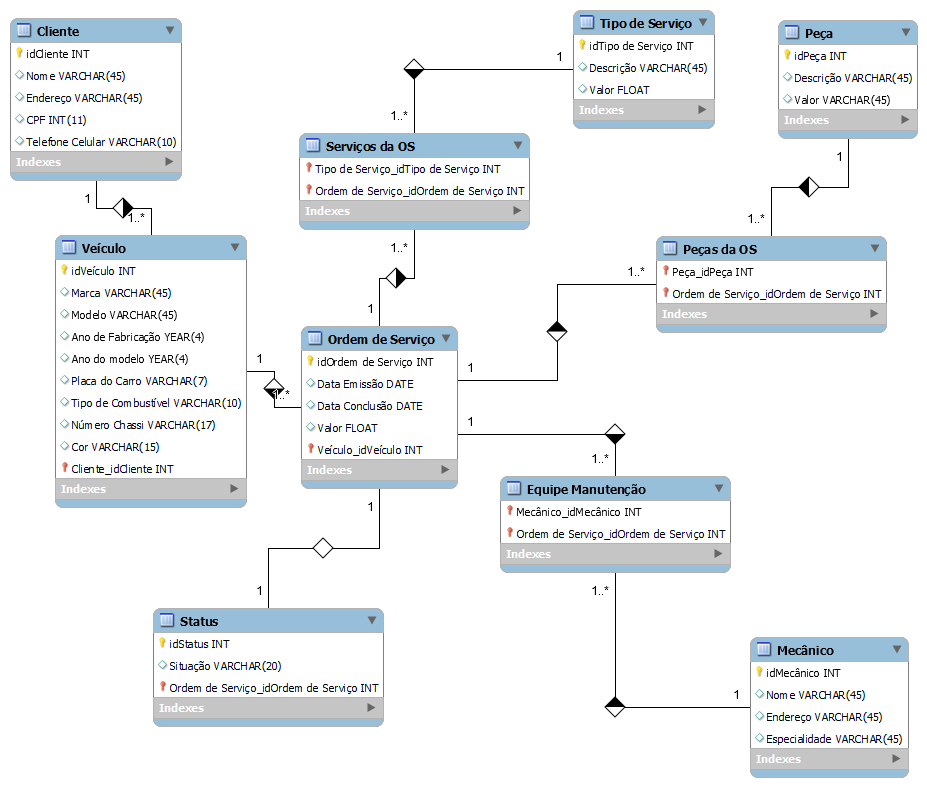 Cliente
idCliente INT
Nome VARCHAR(45)
Endereço VARCHAR(45)
CPF INT(11)
Telefone Celular VARCHAR(10)
Indexes
1
1..*
Veículo
idVeículo INT
Marca VARCHAR(45)
Modelo VARCHAR(45)
Ano de Fabricação YEAR(4)
Ano do modelo YEAR(4)
Placa do Carro VARCHAR(7)
Tipo de Combustível VARCHAR(10)
Número Chassi VARCHAR(17)
Cor VARCHAR(15)
Cliente_idCliente INT
Indexes
1
1..*
Tipo de Serviço
idTipo de Serviço INT
Descrição VARCHAR(45)
Valor FLOAT
Indexes
1
1..*
Serviços da OS
Tipo de Serviço_idTipo de Serviço INT
Ordem de Serviço_idOrdem de Serviço INT
Indexes
1..*
1
Peça
idPeça INT
Descrição VARCHAR(45)
Valor VARCHAR(45)
Indexes
1
1..*
Peças da OS
Peça_idPeça INT
Ordem de Serviço_idOrdem de Serviço INT
Indexes
1..*
1
Ordem de Serviço
idOrdem de Serviço INT
Data Emissão DATE
Data Conclusão DATE
Valor FLOAT
Veículo_idVeículo INT
Indexes
1
1..*
Equipe Manutenção
Mecânico_idMecânico INT
Ordem de Serviço_idOrdem de Serviço INT
Indexes
1..*
1
1
1
Status
idStatus INT
Situação VARCHAR(20)
Ordem de Serviço_idOrdem de Serviço INT
Indexes
Mecânico
idMecânico INT
Nome VARCHAR(45)
Endereço VARCHAR(45)
Especialidade VARCHAR(45)
Indexes